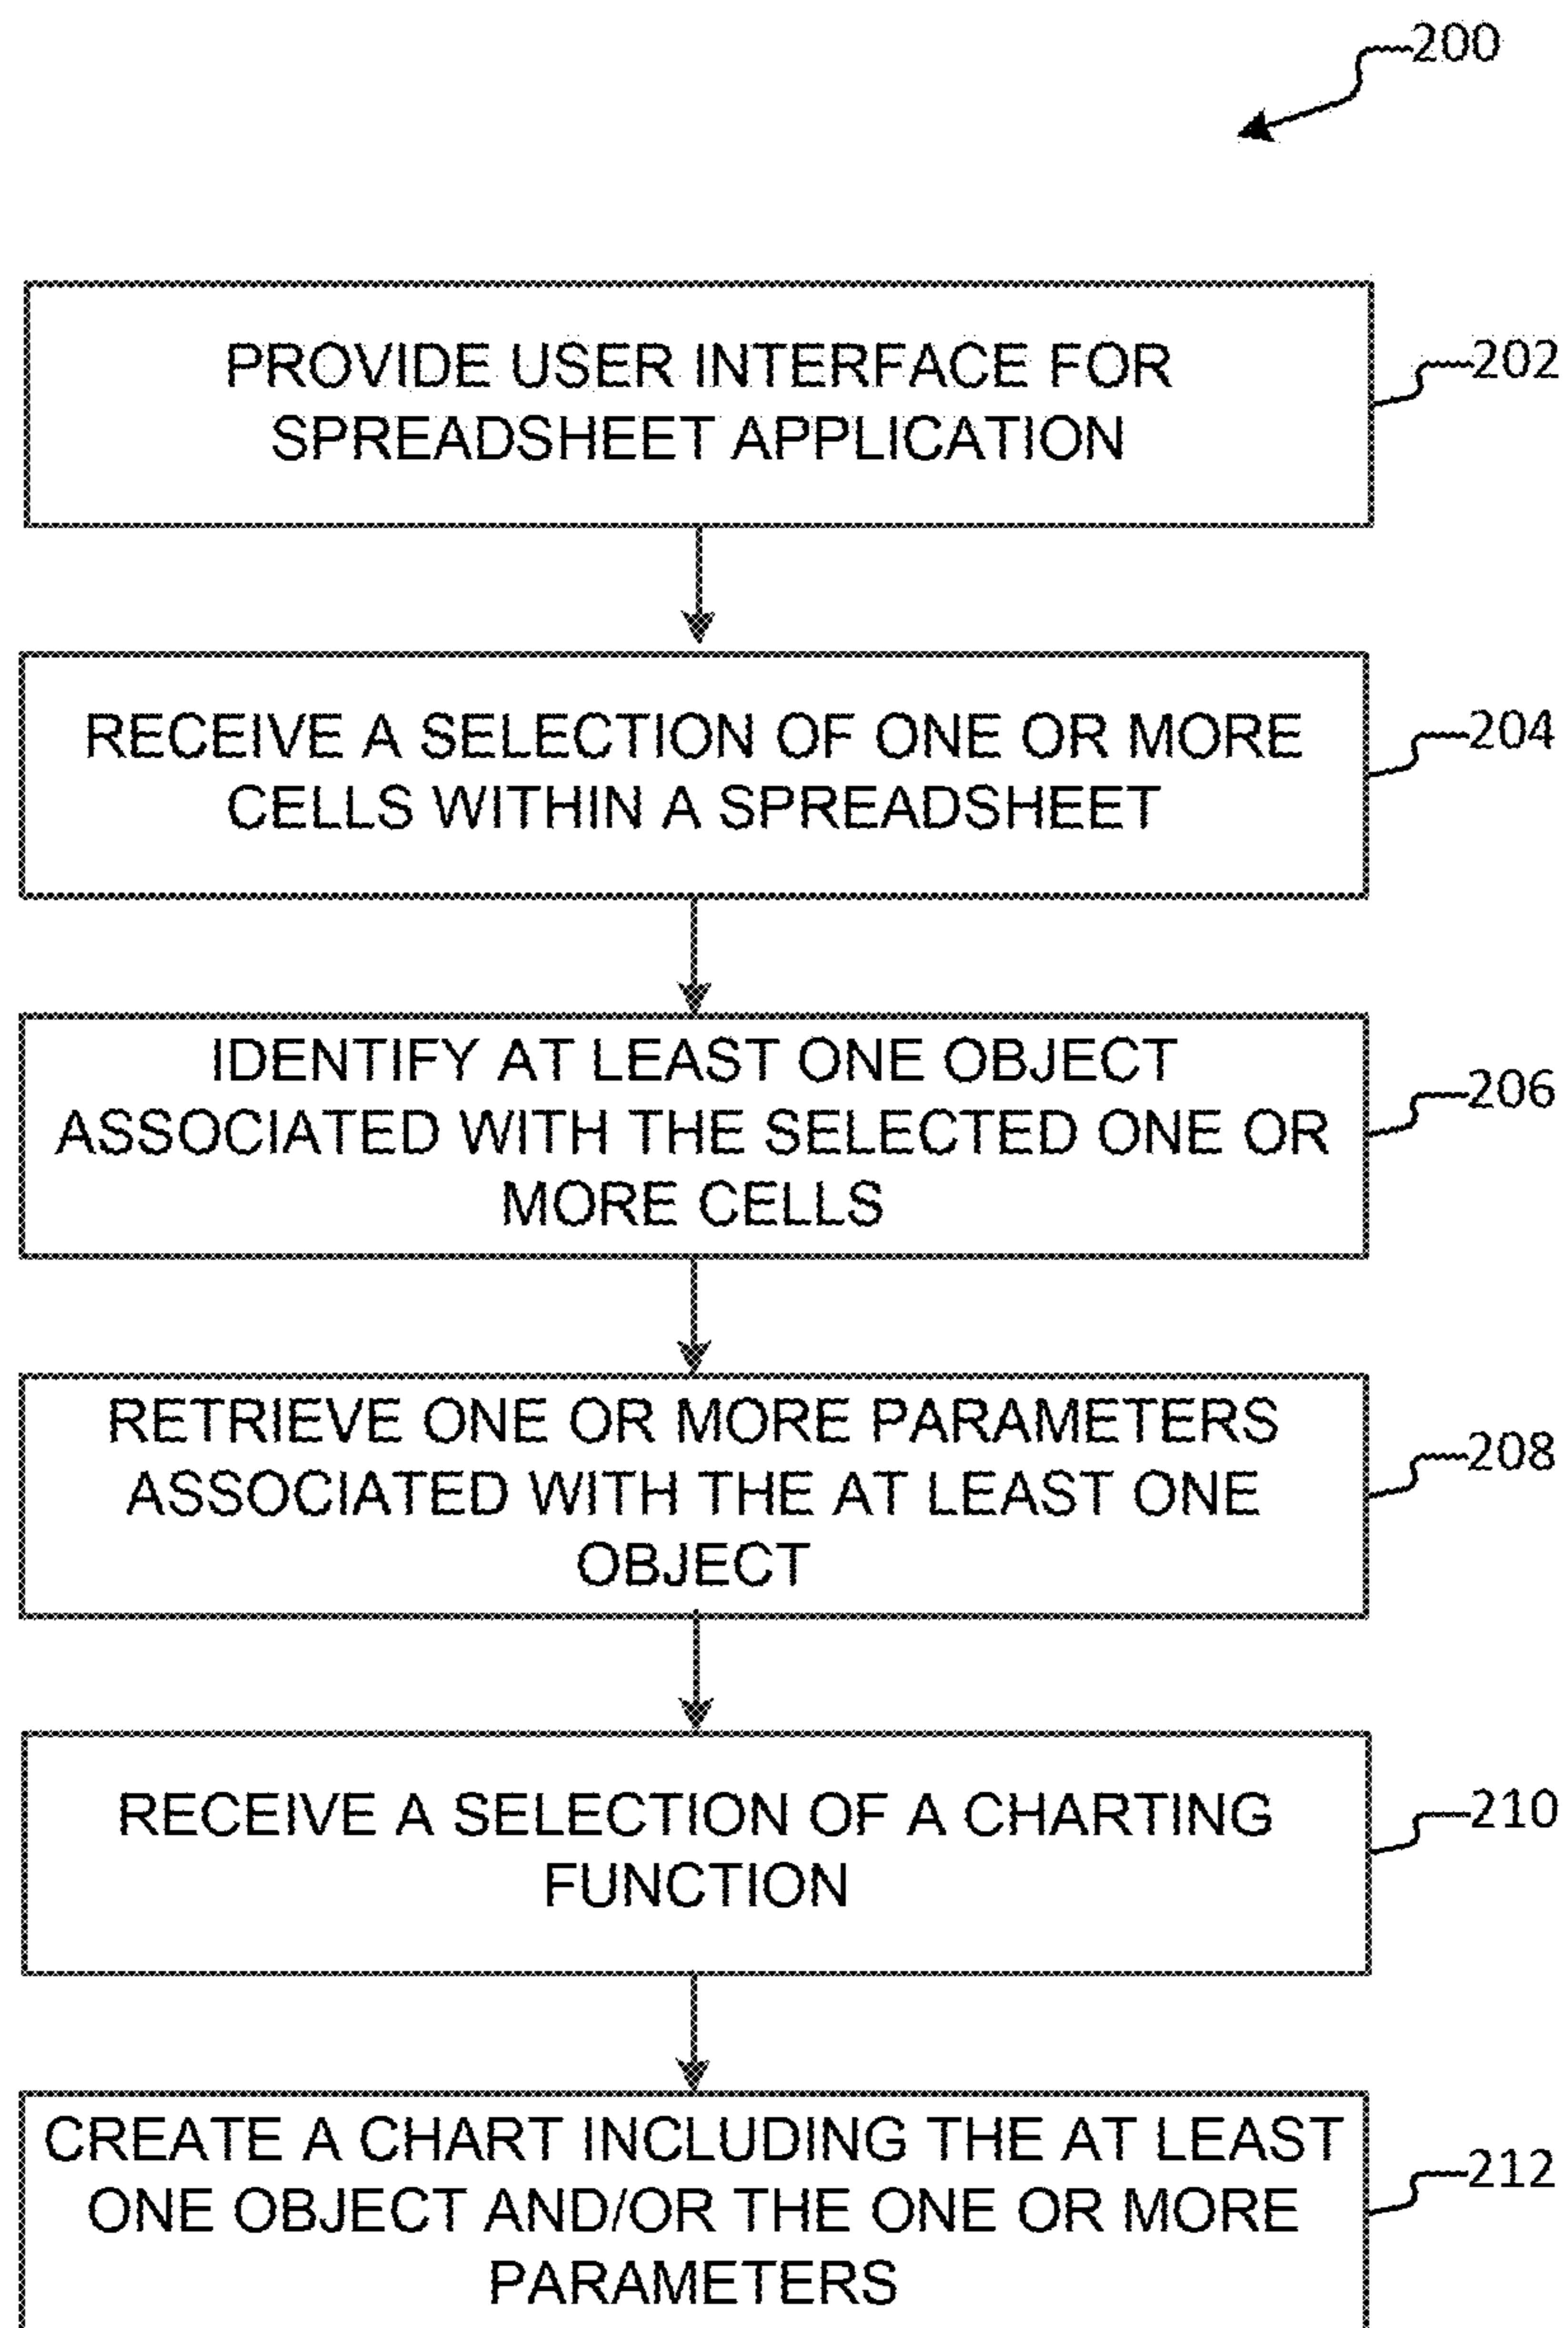 200
PROVIDE USER INTERFACE FOR
SPREADSHEET APPLICATION
202
RECEIVE A SELECTION OF ONE OR MORE
CELLS WITHIN A SPREADSHEET
204
IDENTIFY AT LEAST ONE OBJECT
ASSOCIATED WITH THE SELECTED ONE OR
MORE CELLS
206
RETRIEVE ONE OR MORE PARAMETERS
ASSOCIATED WITH THE AT LEAST ONE
OBJECT
208
RECEIVE A SELECTION OF A CHARTING
FUNCTION
210
CREATE A CHART INCLUDING THE AT LEAST
ONE OBJECT AND/OR THE ONE OR MORE
PARAMETERS
212